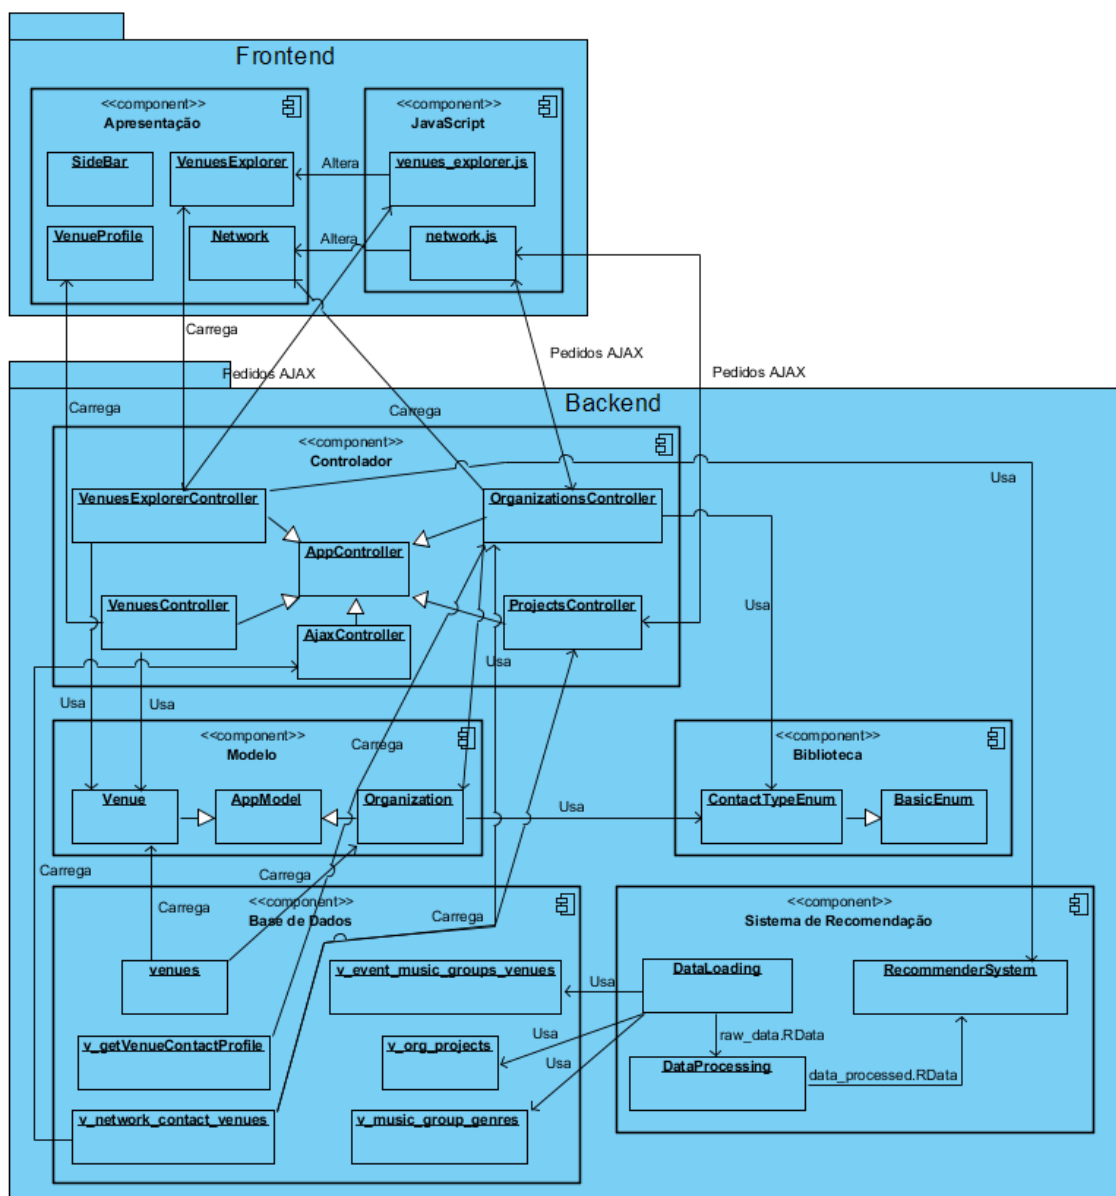 Frontend
<<component>>
Apresentação
<<component>>
JavaScript
SideBar
VenuesExplorer
Altera
venues_explorer.js
VenueProfile
Network
Altera
network.js
Carrega
Pedidos AJAX
Pedidos AJAX
Pedidos AJAX
Carrega
Carrega
Backend
<<component>>
Controlador
Usa
VenuesExplorerController
OrganizationsController
AppController
VenuesController
ProjectsController
Usa
AjaxController
Usa
Usa
Usa
<<component>>
Modelo
Carrega
<<component>>
Biblioteca
Venue
AppModel
Organization
Usa
ContactTypeEnum
BasicEnum
Carrega
Carrega
Carrega
<<component>>
Base de Dados
Carrega
<<component>>
Sistema de Recomendação
venues
v_event_music_groups_venues
Usa
DataLoading
RecommenderSystem
v_getVenueContactProfile
v_org_projects
Usa
raw_data.RData
Usa
DataProcessing
data_processed.RData
v_network_contact_venues
v_music_group_genres